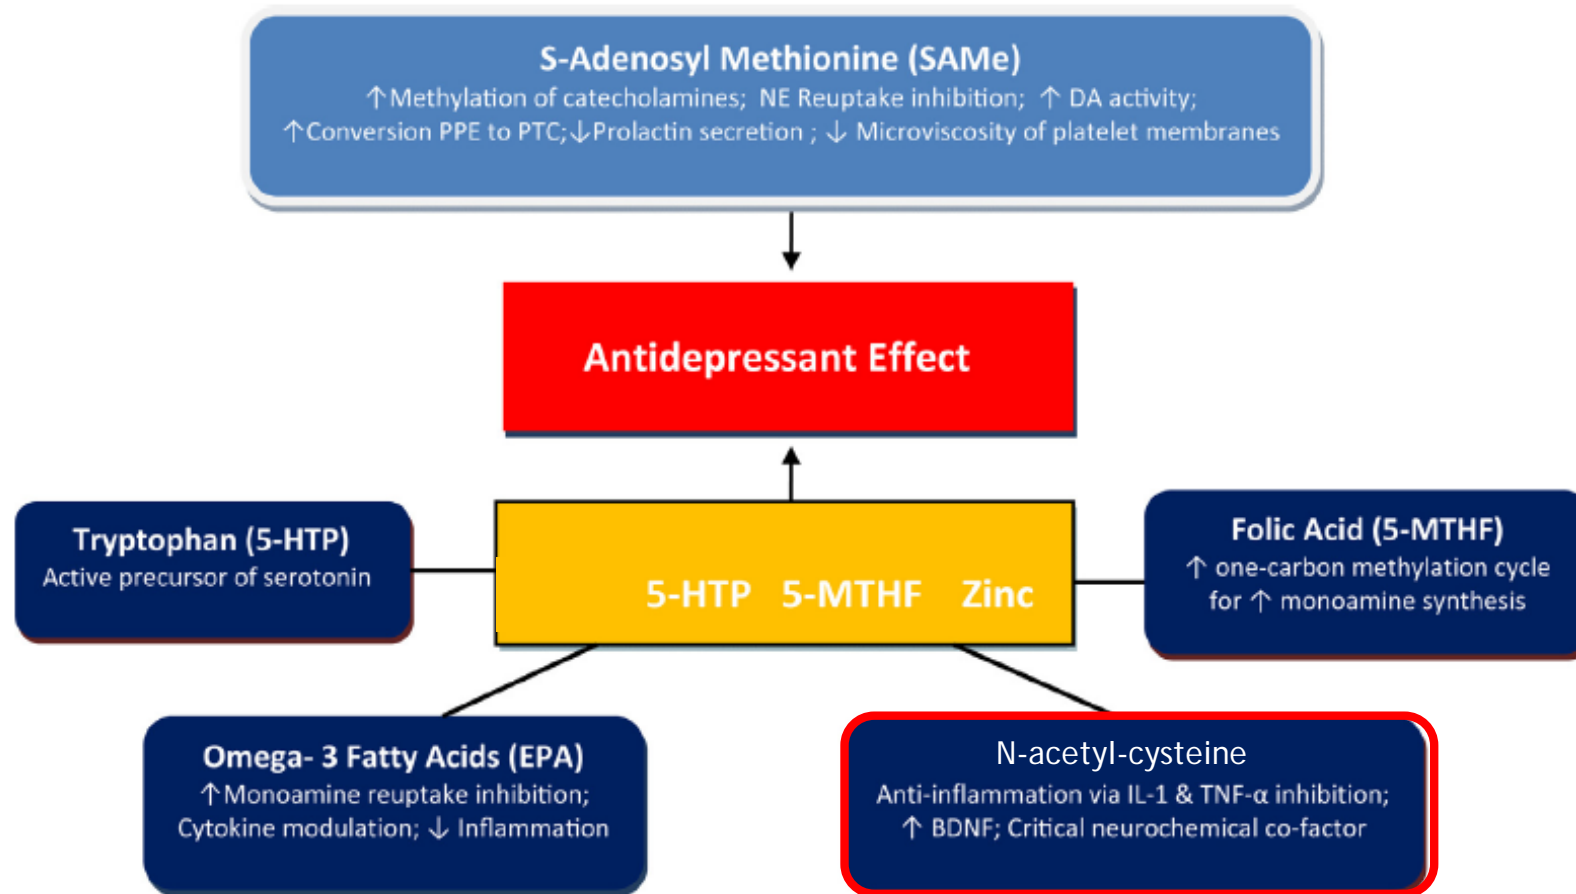 S-Adenosyl Methionine (SAMe)
↑Methylation of catecholamines; NE Reuptake inhibition; ↑ DA activity;
↑Conversion PPE to PTC;↓Prolactin secretion ; ↓ Microviscosity of platelet membranes
Antidepressant Effect
5-HTP 5-MTHF Zinc
Tryptophan (5-HTP)
Active precursor of serotonin
Folic Acid (5-MTHF)
↑ one-carbon methylation cycle
for ↑ monoamine synthesis
Omega- 3 Fatty Acids (EPA)
↑Monoamine reuptake inhibition;
Cytokine modulation; ↓ Inflammation
N-acetyl-cysteine
Anti-inflammation via IL-1 & TNF-α inhibition;
↑ BDNF; Critical neurochemical co-factor